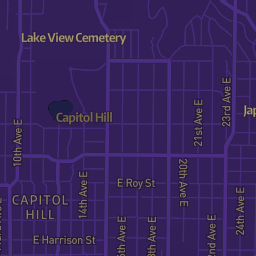 Lake View Cemetery
Capitol Hill
10th Ave E
14th Ave E
20th Ave E
21st Ave E
23rd Ave E
24th Ave E
E Roy St
CAPITOL
HILL
E Harrison St